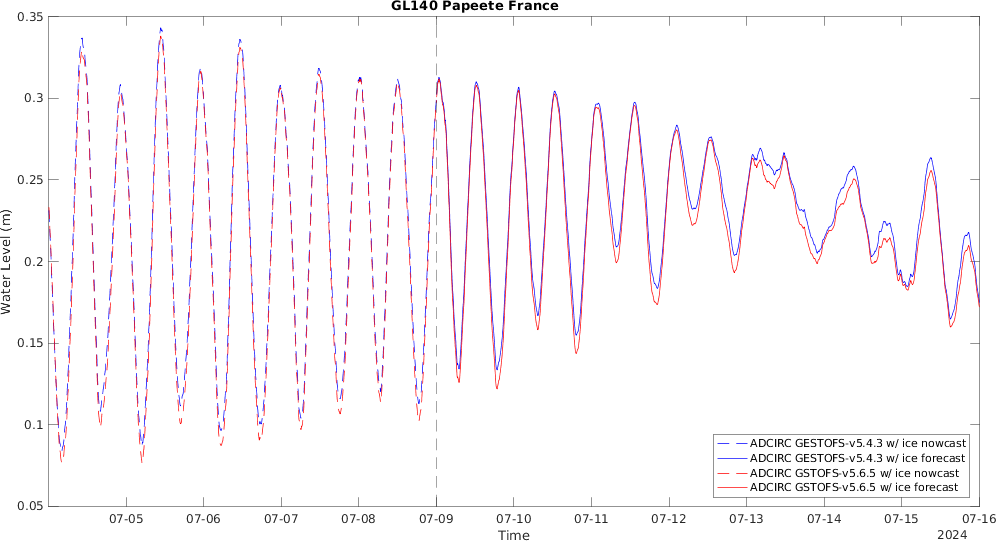 GL140 Papeete France
Water Level (m)
0.35
0.3
0.25
0.2
0.15
0.1
0.05
ADCIRC GESTOFS-v5.4.3 w/ ice nowcast
ADCIRC GESTOFS-v5.4.3 w/ ice forecast
ADCIRC GSTOFS-v5.6.5 w/ ice nowcast
ADCIRC GSTOFS-v5.6.5 w/ ice forecast
07-05 07-06 07-07 07-08 07-09 07-10 07-11 07-12 07-13 07-14 07-15 07-16
Time
2024